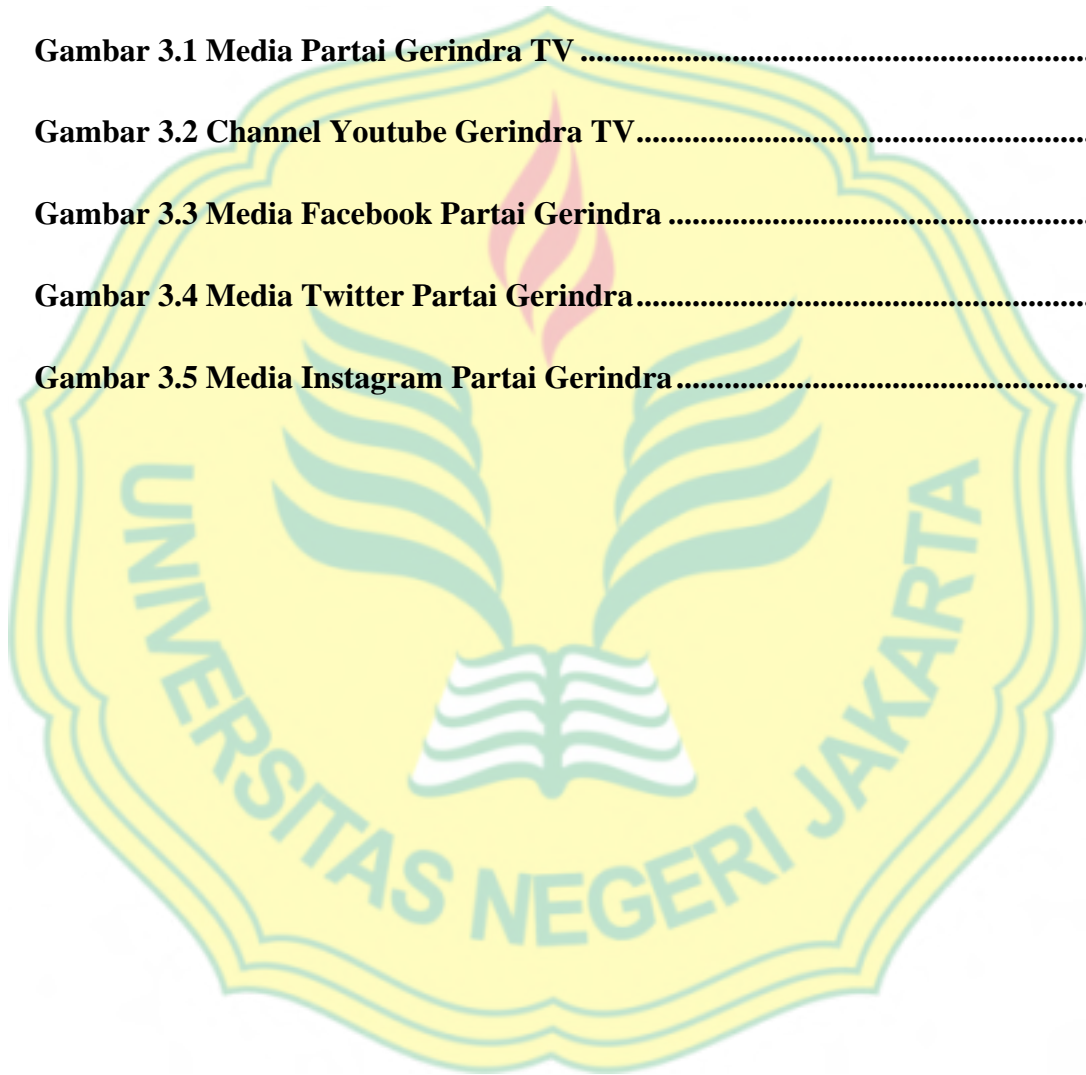 Gambar 3.1 Media Partai Gerindra TV ................................................................
Gambar 3.2 Channel Youtube Gerindra TV.........................................................
Gambar 3.3 Media Facebook Partai Gerindra .....................................................
Gambar 3.4 Media Twitter Partai Gerindra.........................................................
Gambar 3.5 Media Instagram Partai Gerindra....................................................
UNIVERSITAS NEGERI JAKARTA